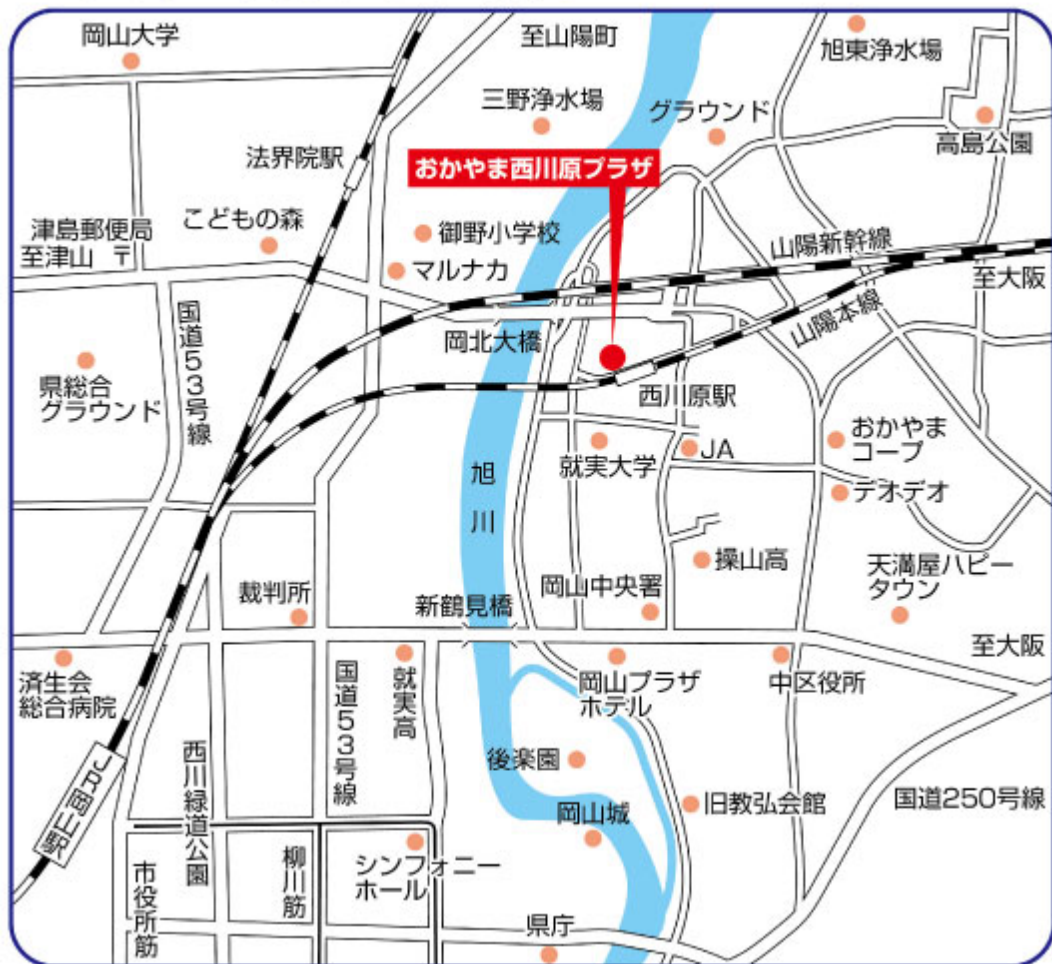 岡山大学
至山陽町
旭東浄水場
三野浄水場
グラウンド
高島公園
法界院駅
おかやま西川原プラザ
こどもの森
御野小学校
津島郵便局
至津山 〒
マルナカ
山陽新幹線
至大阪
国道53号線
岡北大橋
山陽本線
県総合
グラウンド
西川原駅
おかやま
コープ
就実大学
JA
旭川
デオデオ
操山高
天満屋ハピー
タウン
裁判所
新鶴見橋
岡山中央署
至大阪
済生会
総合病院
国道53号線
就実高
岡山プラザ
ホテル
中区役所
JR岡山駅
西川緑道公園
後楽園
岡山城
旧教弘会館
国道250号線
市役所筋
柳川筋
シンフォニー
ホール
県庁